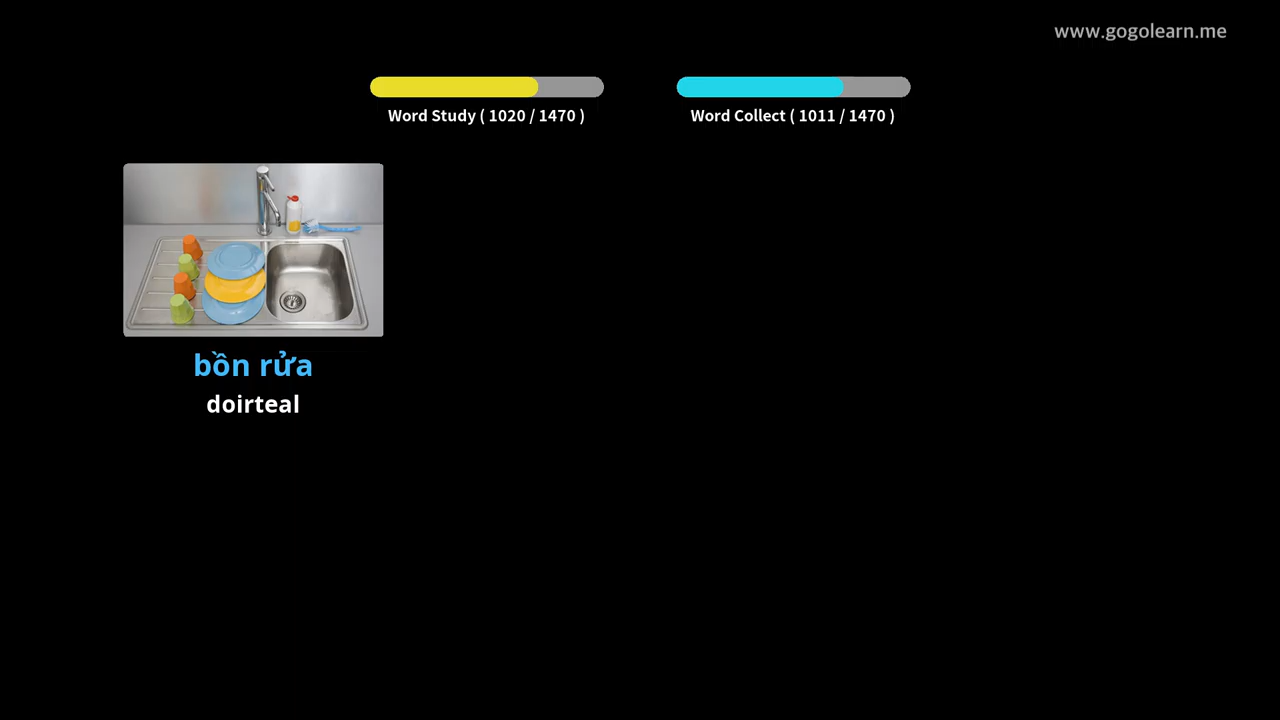 www.gogolearn.me
Word Study ( 1020 / 1470 )
Word Collect ( 1011 / 1470 )
bồn rửa
doirteal